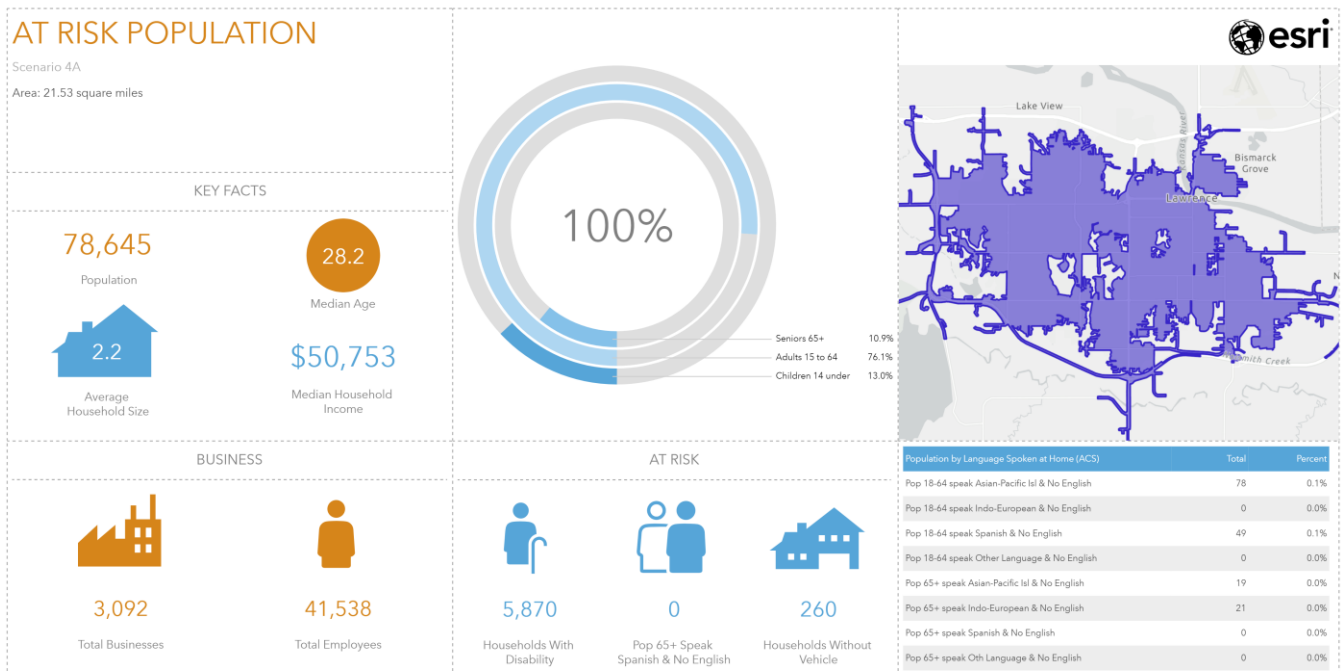 AT RISK POPULATION
Scenario 4A
Area: 21.53 square miles
KEY FACTS
78,645
Population
28.2
Median Age
2.2
Average
Household Size
$50,753
Median Household
Income
100%
Seniors 65+ 10.9%
Adults 15 to 64 76.1%
Children 14 under 13.0%
esri
Lake View
Kansas River
Bismarck
Grove
Lawrence
N
smith Creek
BUSINESS
3,092
Total Businesses
41,538
Total Employees
AT RISK
5,870
Households With
Disability
0
Pop 65+ Speak
Spanish & No English
260
Households Without
Vehicle
Population by Language Spoken at Home (ACS) Total Percent
Pop 18-64 speak Asian-Pacific Isl & No English 78 0.1%
Pop 18-64 speak Indo-European & No English 0 0.0%
Pop 18-64 speak Spanish & No English 49 0.1%
Pop 18-64 speak Other Language & No English 0 0.0%
Pop 65+ speak Asian-Pacific Isl & No English 19 0.0%
Pop 65+ speak Indo-European & No English 21 0.0%
Pop 65+ speak Spanish & No English 0 0.0%
Pop 65+ speak Oth Language & No English 0 0.0%